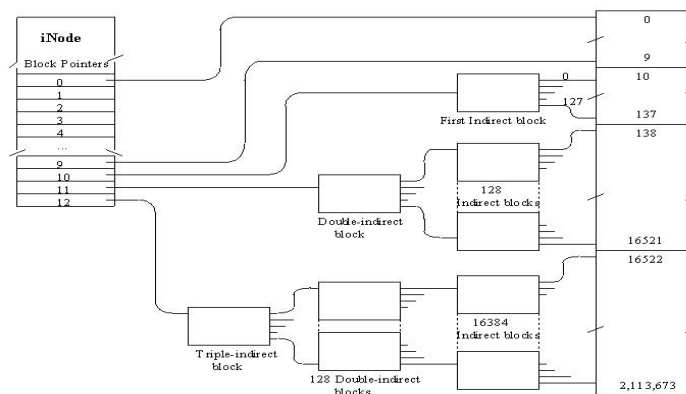 iNode
Block Pointers
0
1
2
3
4
...
9
10
11
12
0
9
10
137
138
16521
16522
2,113,673
0
127
First Indirect block
128
Indirect blocks
Double-indirect
block
16384
Indirect blocks
Triple-indirect
block
128 Double-indirect
blocks